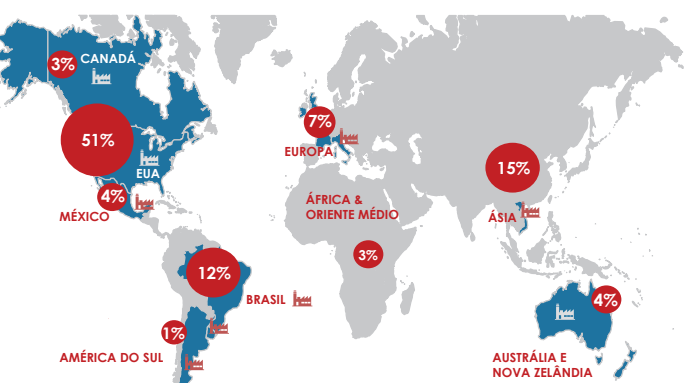 3%
CANADÁ
51%
EUA
4%
MÉXICO
7%
EUROPA
15%
ÁSIA
ÁFRICA &
ORIENTE MÉDIO
3%
12%
BRASIL
1%
AMÉRICA DO SUL
4%
AUSTRÁLIA E
NOVA ZELÂNDIA